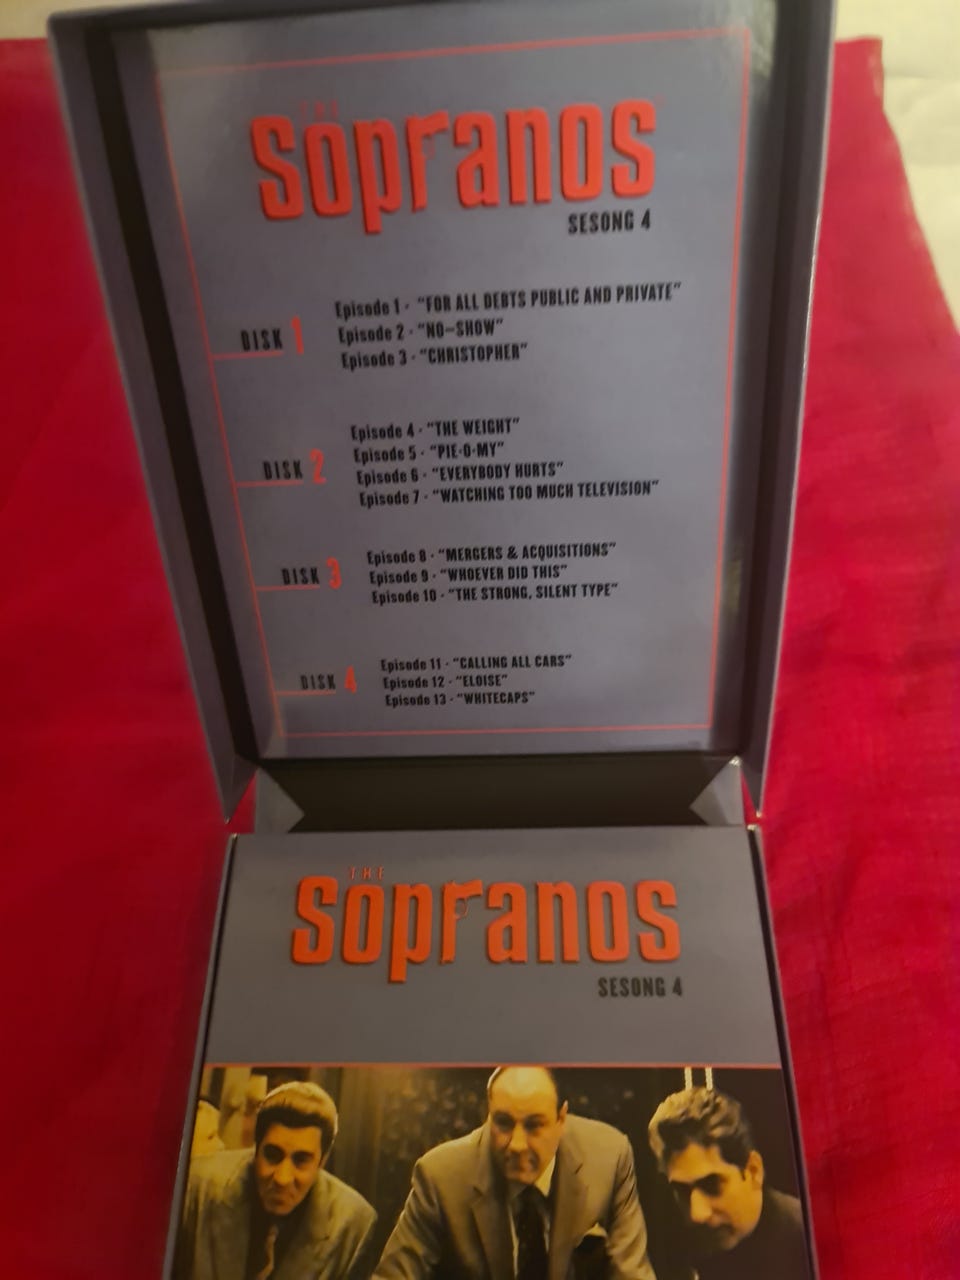 THE
Sopranos
SESONG 4
DISK 1
Episode 1 - "FOR ALL DEBTS PUBLIC AND PRIVATE"
Episode 2 - "NO-SHOW"
Episode 3 - "CHRISTOPHER"
DISK 2
Episode 4 - "THE WEIGHT"
Episode 5 - "PIE-O-MY"
Episode 6 - "EVERYBODY HURTS"
Episode 7 - "WATCHING TOO MUCH TELEVISION"
DISK 3
Episode 8 - "MERGERS & ACQUISITIONS"
Episode 9 - "WHOEVER DID THIS"
Episode 10 - "THE STRONG, SILENT TYPE"
DISK 4
Episode 11 - "CALLING ALL CARS"
Episode 12 - "ELOISE"
Episode 13 - "WHITECAPS"
THE
Sopranos
SESONG 4